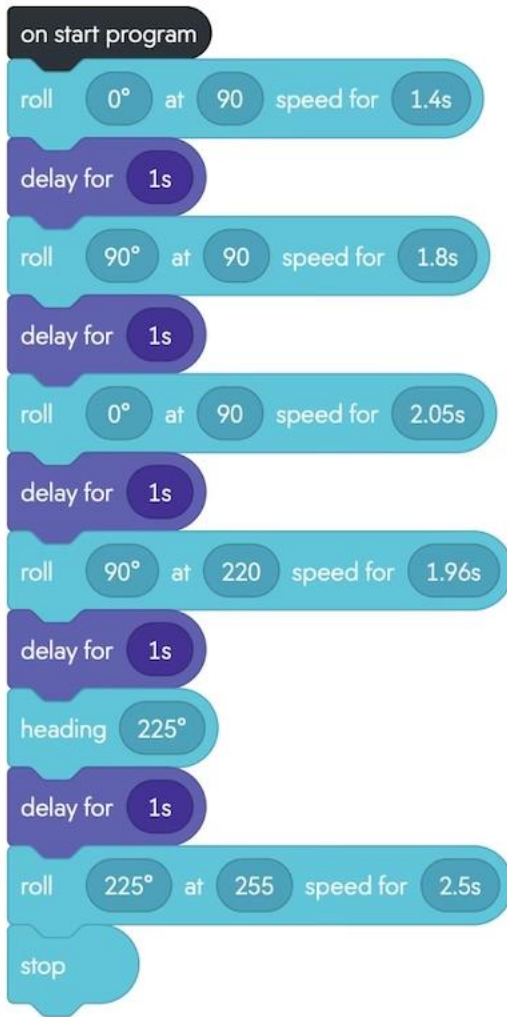 on start program
roll 0° at 90 speed for 1.4s
delay for 1s
roll 90° at 90 speed for 1.8s
delay for 1s
roll 0° at 90 speed for 2.05s
delay for 1s
roll 90° at 220 speed for 1.96s
delay for 1s
heading 225°
delay for 1s
roll 225° at 255 speed for 2.5s
stop